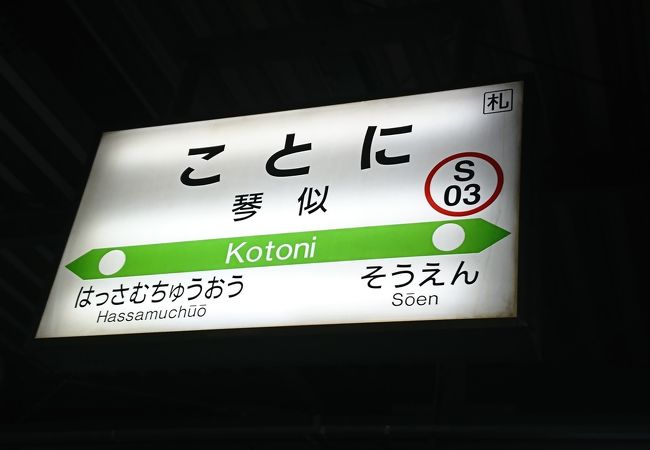 札
ことに
琴似
S
03
Kotoni
はっさむちゅうおう
Hassamuchūō
そうえん
Sōen